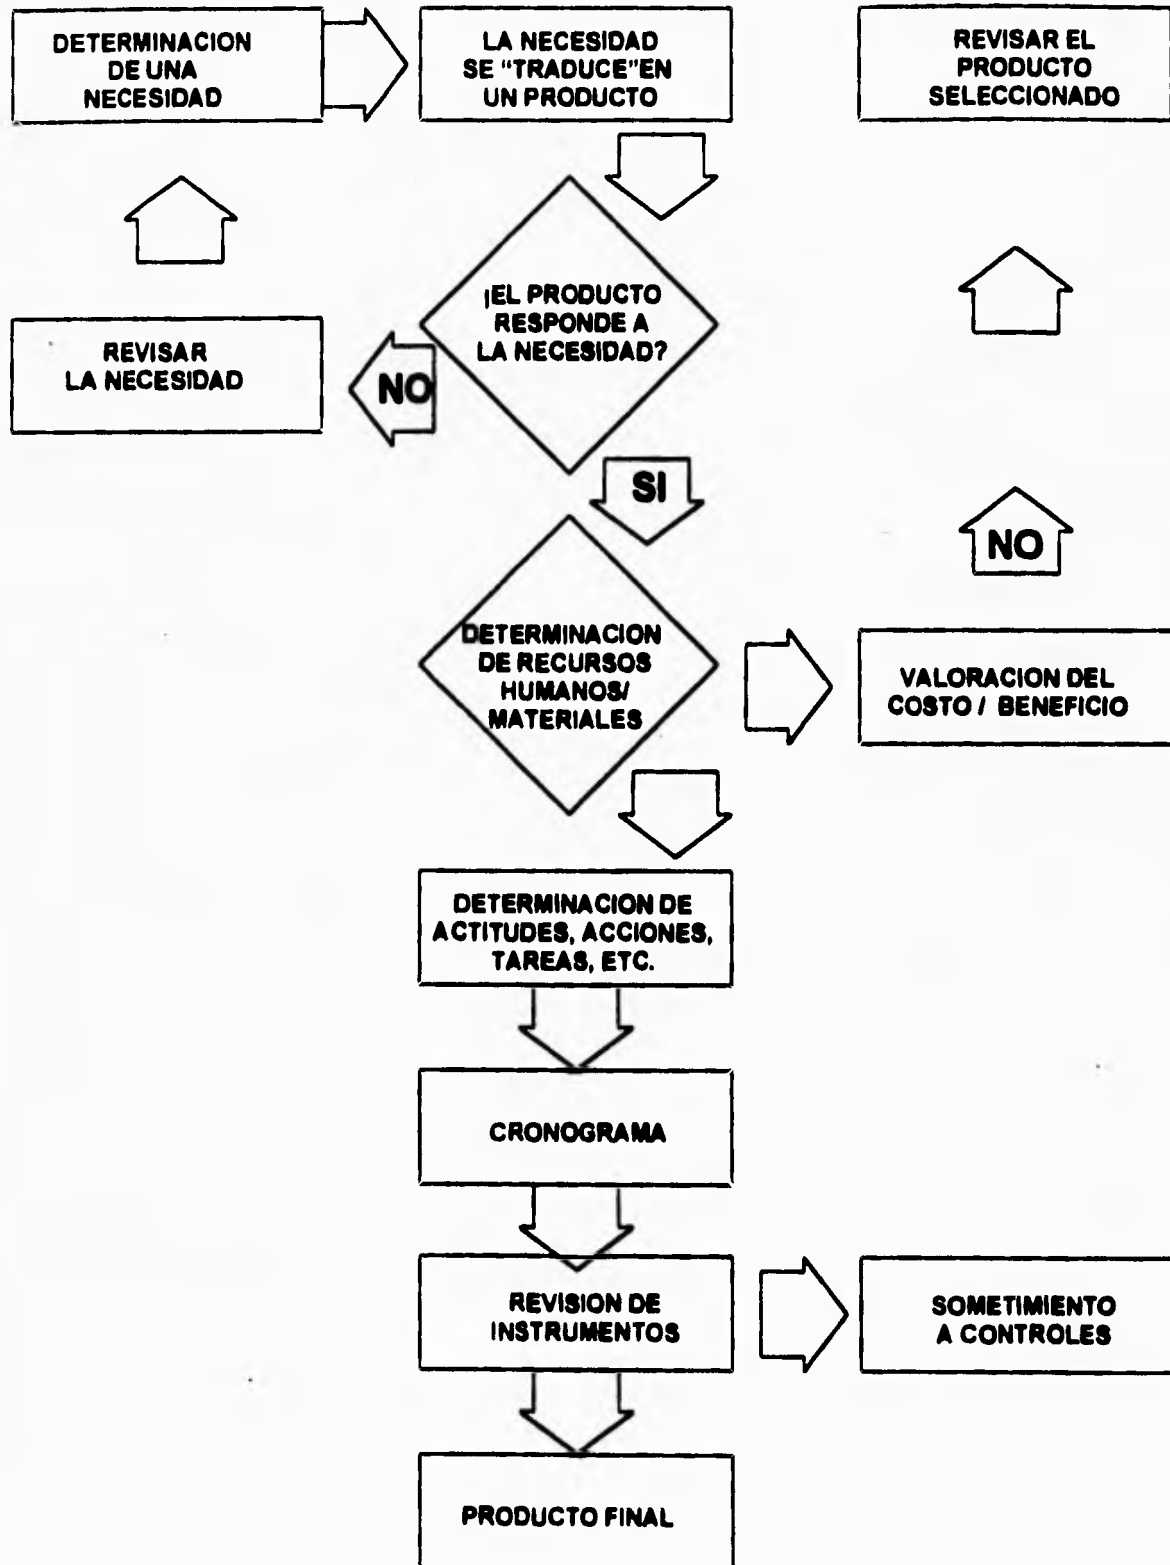 DETERMINACION
DE UNA
NECESIDAD
LA NECESIDAD
SE "TRADUCE"EN
UN PRODUCTO
REVISAR EL
PRODUCTO
SELECCIONADO
¡EL PRODUCTO
RESPONDE A
LA NECESIDAD?
REVISAR
LA NECESIDAD
NO
SI
NO
DETERMINACION
DE RECURSOS
HUMANOS/
MATERIALES
VALORACION DEL
COSTO / BENEFICIO
DETERMINACION DE
ACTITUDES, ACCIONES,
TAREAS, ETC.
CRONOGRAMA
REVISION DE
INSTRUMENTOS
SOMETIMIENTO
A CONTROLES
PRODUCTO FINAL